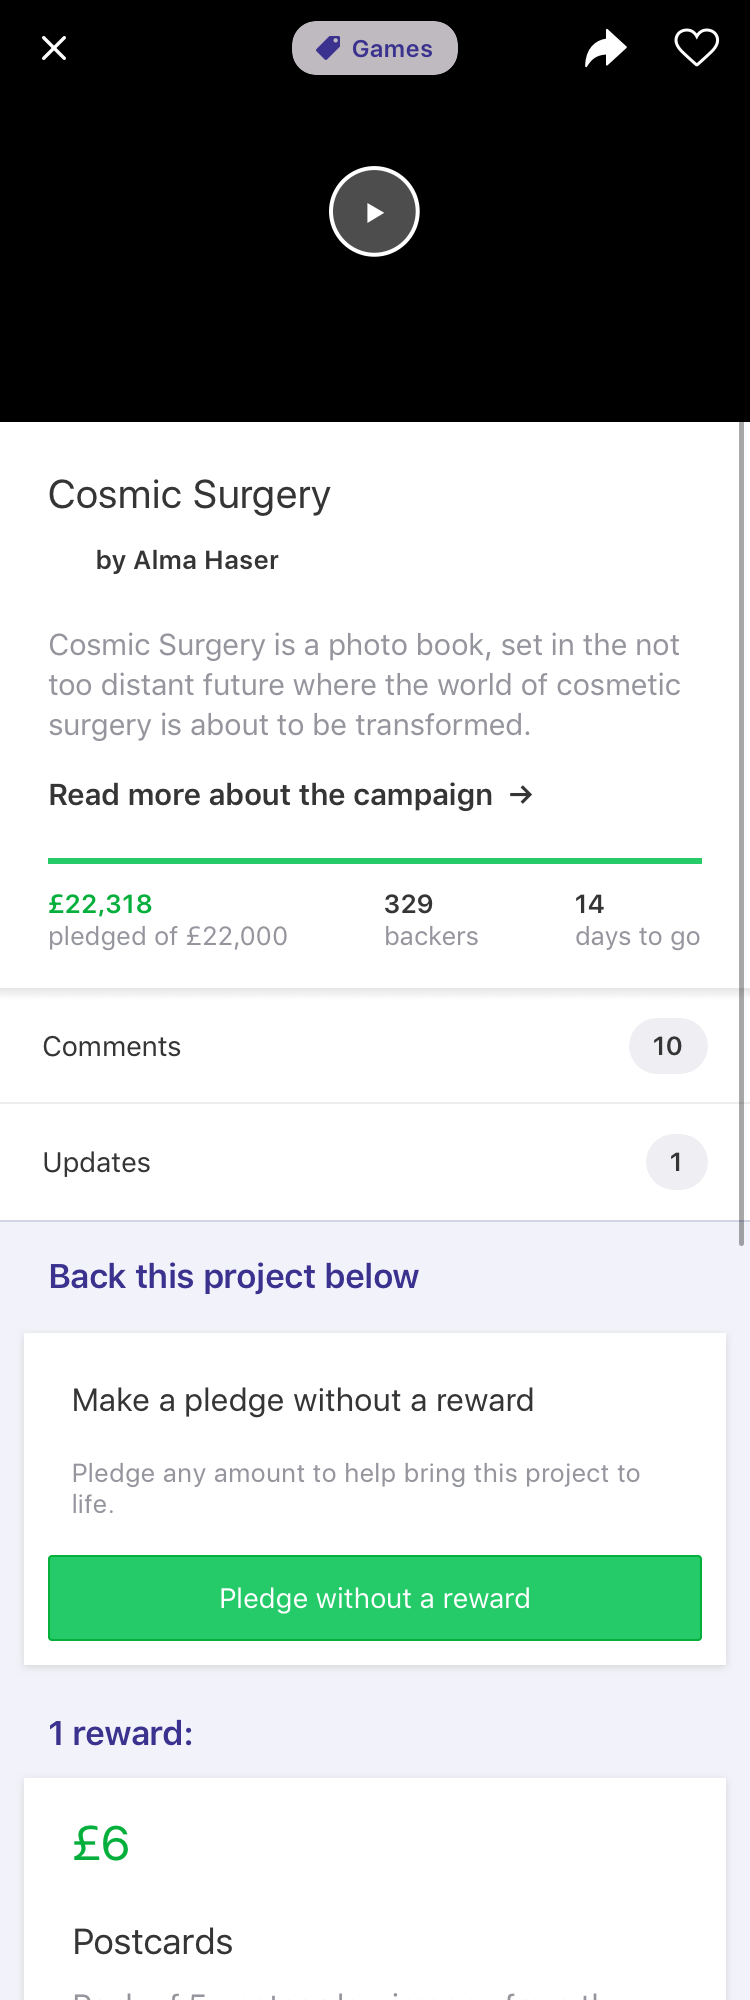 Games
Cosmic Surgery
by Alma Haser
Cosmic Surgery is a photo book, set in the not
too distant future where the world of cosmetic
surgery is about to be transformed.
Read more about the campaign →
£22,318 329 14
pledged of £22,000 backers days to go
Comments 10
Updates 1
Back this project below
Make a pledge without a reward
Pledge any amount to help bring this project to
life.
Pledge without a reward
1 reward:
£6
Postcards